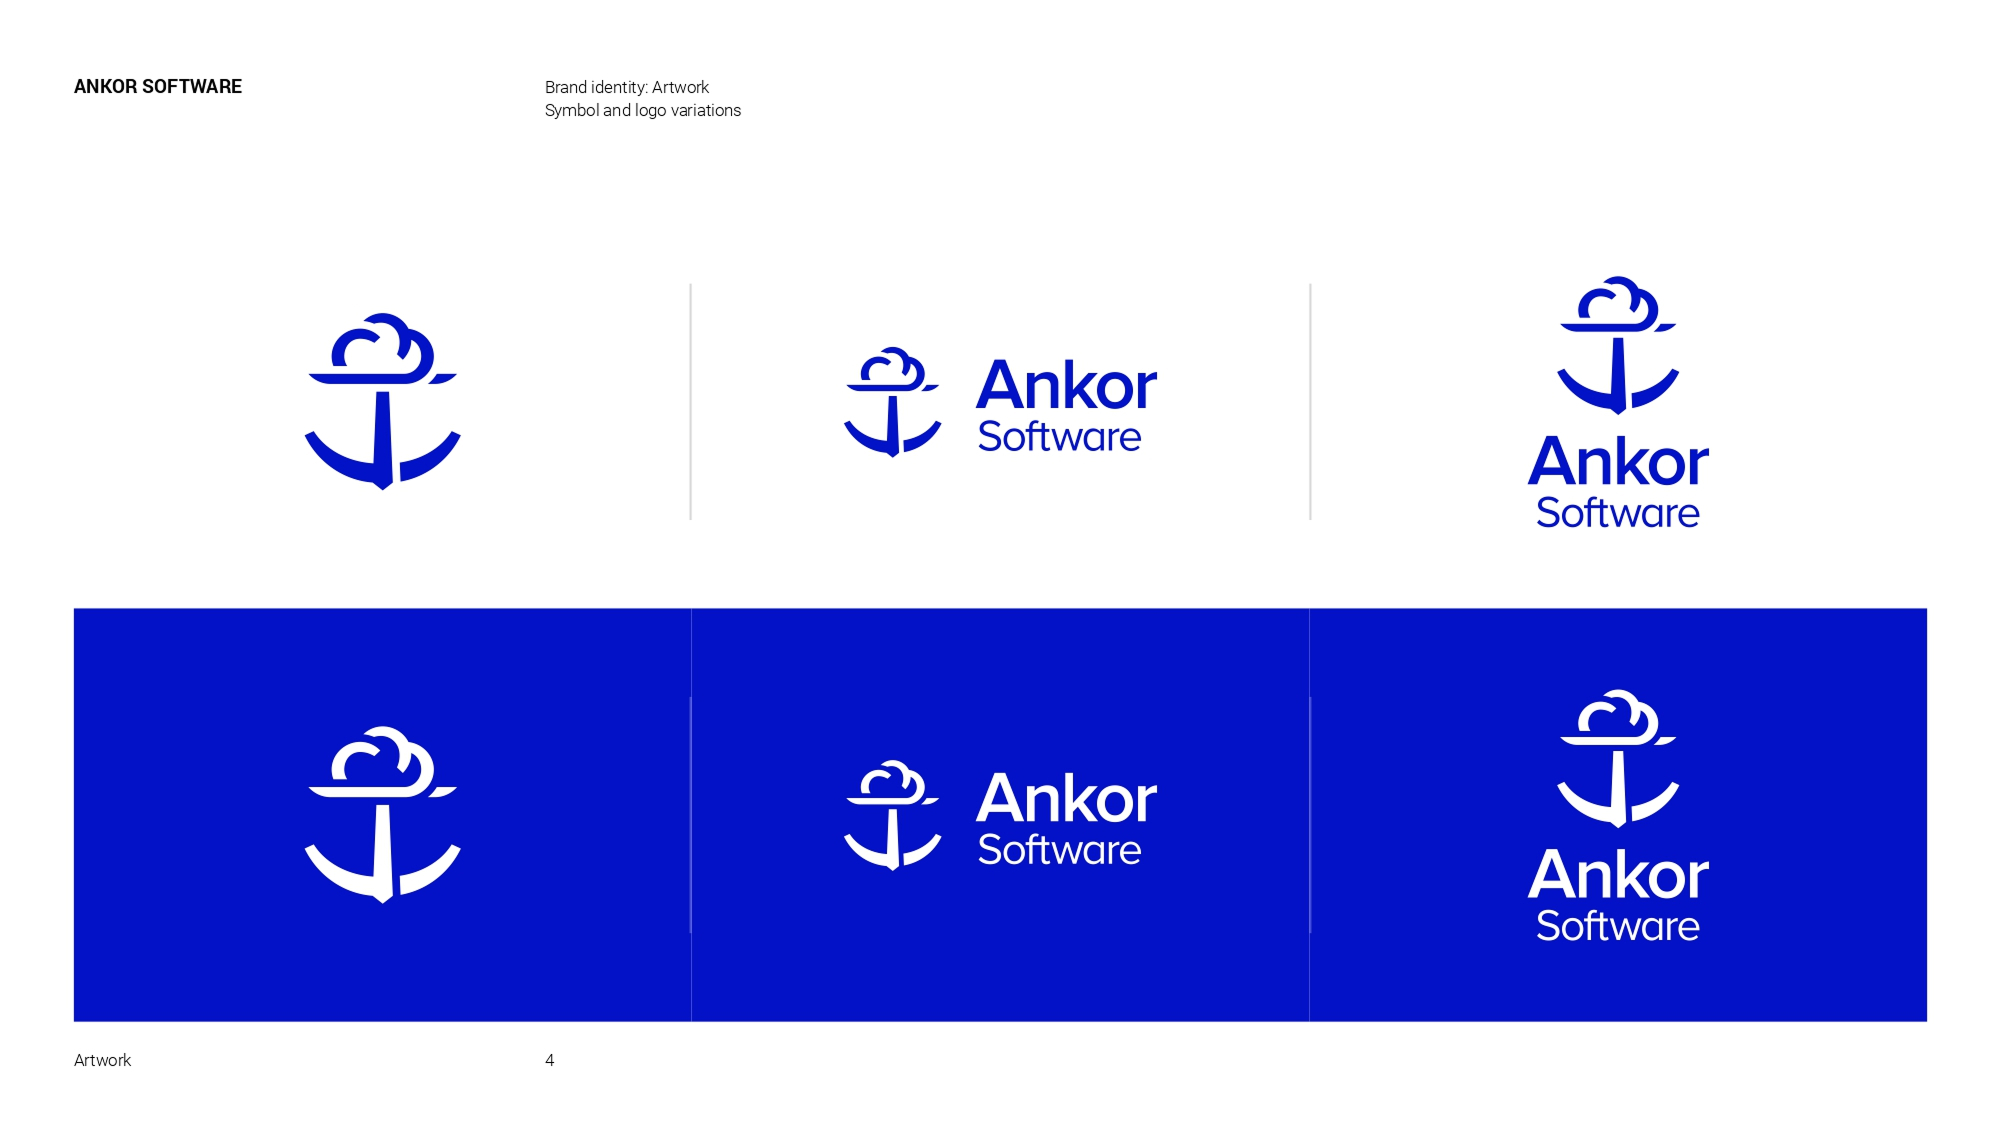 ANKOR SOFTWARE
Brand identity: Artwork
Symbol and logo variations
Ankor
Software
Ankor
Software
Ankor
Software
Ankor
Software
Artwork
4